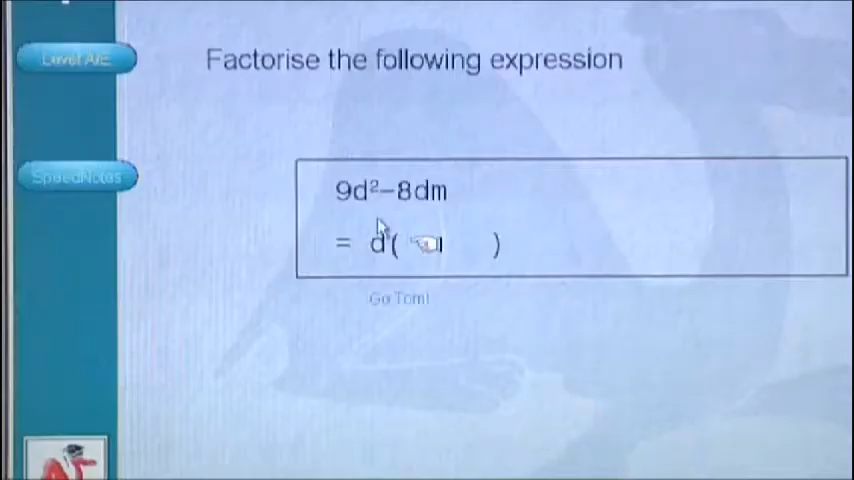 Level A/E
Factorise the following expression
SpeedNotes
9d²−8dm
= d(      )
Go Tom!